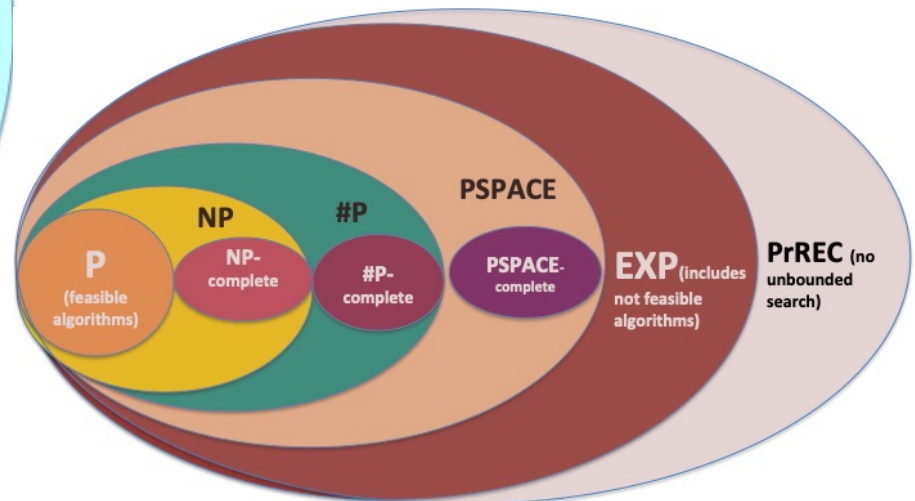 P
(feasible
algorithms)
NP
NP-
complete
#P
#P-
complete
PSPACE
PSPACE-
complete
EXP(includes
not feasible
algorithms)
PrREC (no
unbounded
search)